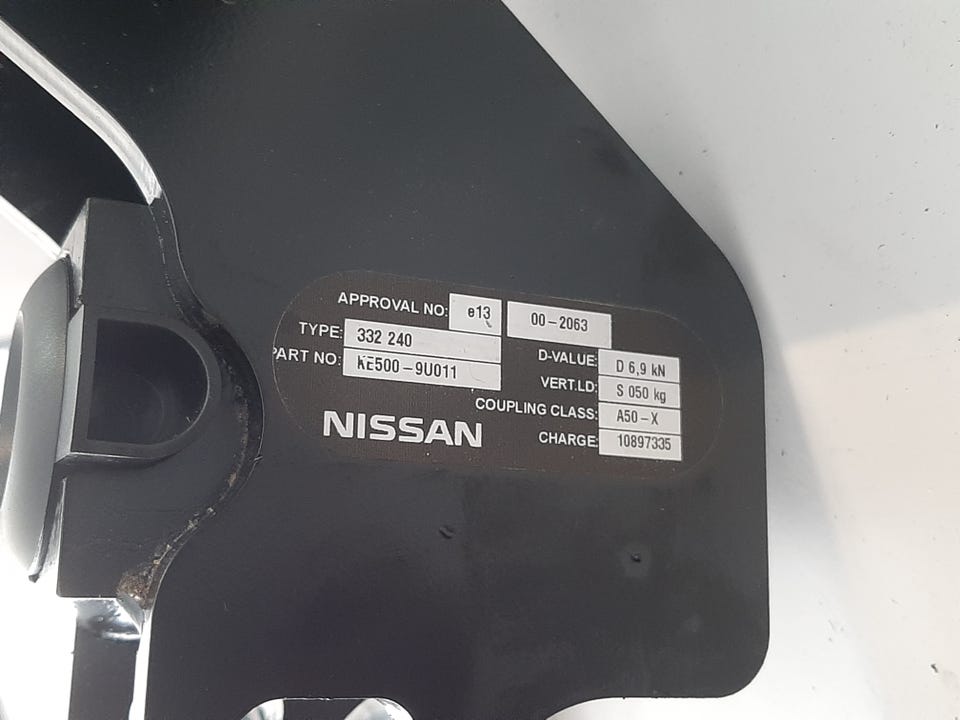 APPROVAL NO: e13 00-2063
TYPE: 332 240
PART NO: KE500-9U011
D-VALUE: D 6,9 kN
VERT.LD: S 050 kg
COUPLING CLASS: A50-X
CHARGE: 10897335
NISSAN